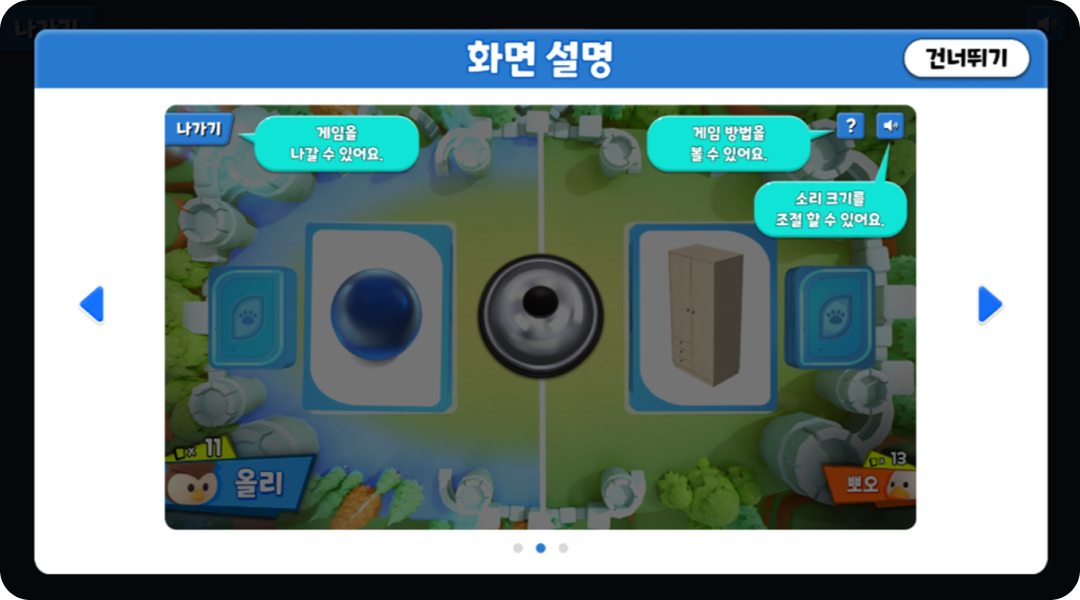 나가기
화면 설명
건너뛰기
나가기
게임을
나갈 수 있어요.
게임 방법을
볼 수 있어요.
?
소리 크기를
조절 할 수 있어요.
x 11
올리
13
뽀오